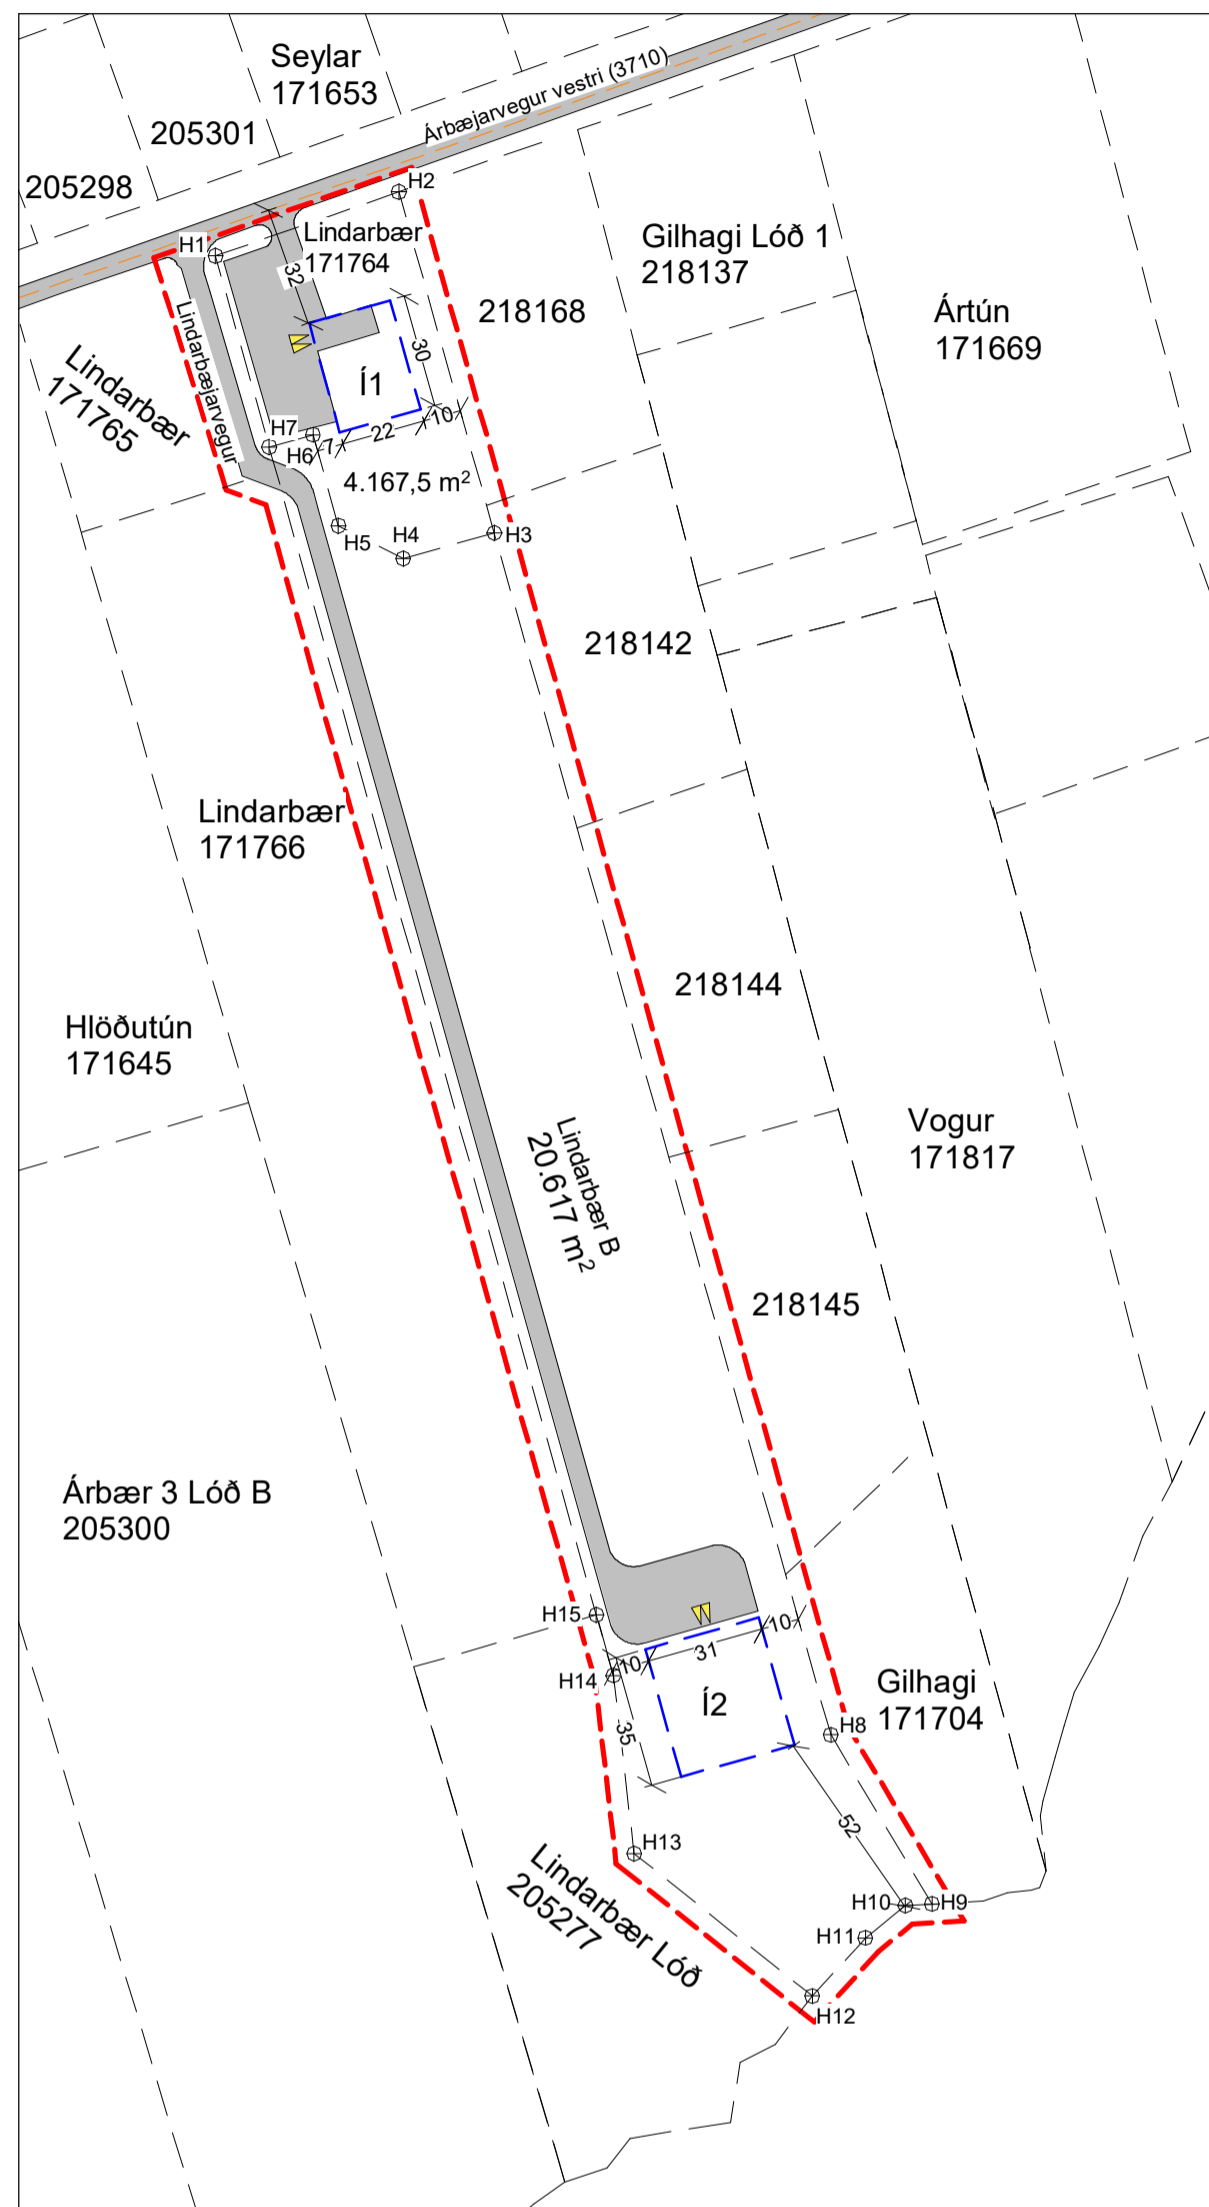 Seylar
171653
205301
205298
Árbæjarvegur vestri (3710)
H1
H2
Lindarbær
171764
32
Gilhagi Lóð 1
218137
218168
Ártún
171669
Lindarbær
171765
Lindarbæjarvegur
Í1
30
10
22
7
H7
H6
4.167,5 m²
H5
H4
H3
218142
Lindarbær
171766
218144
Hlöðutún
171645
Vogur
171817
Lindarbær B
20.617 m²
218145
Árbær 3 Lóð B
205300
H15
H14
10
31
10
Í2
35
Gilhagi
171704
H8
52
H13
Lindarbær Lóð
205277
H10
H9
H11
H12